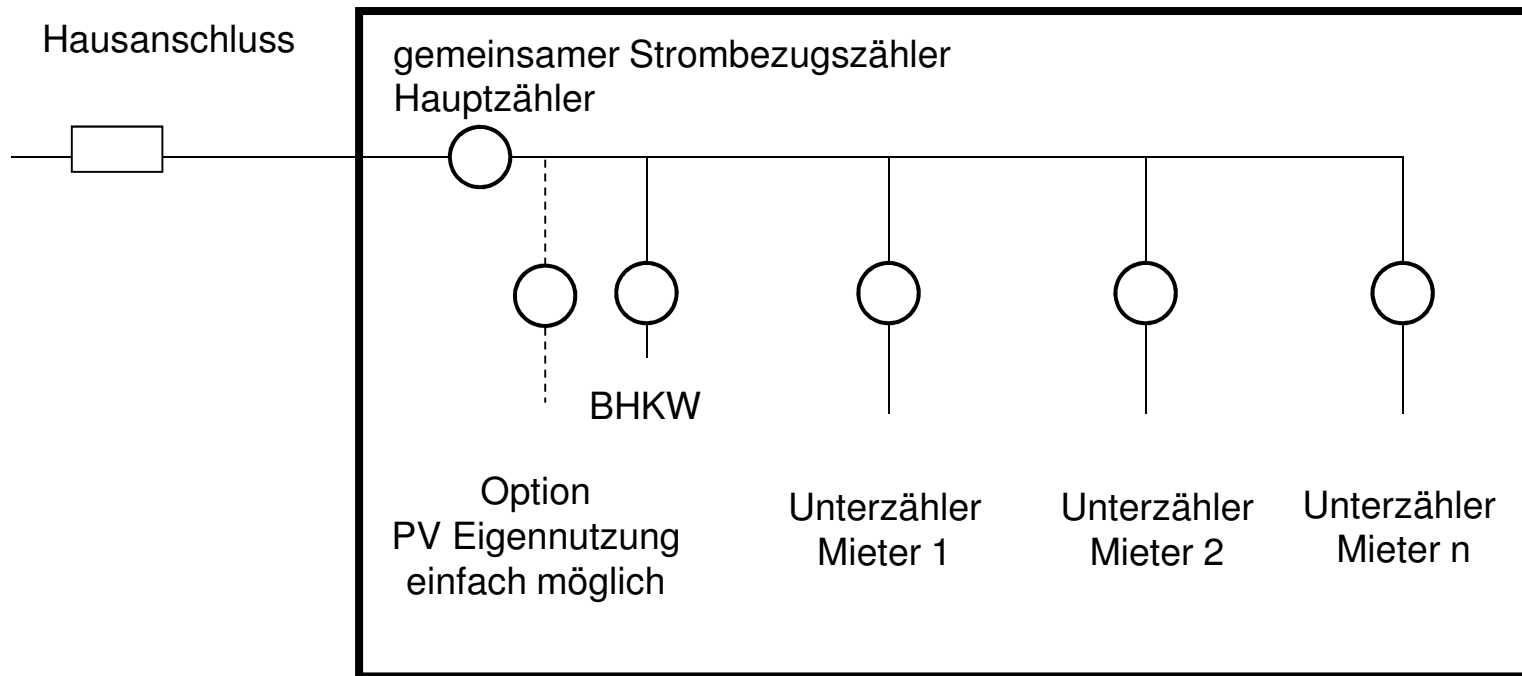 Hausanschluss
gemeinsamer Strombezugszähler
Hauptzähler
BHKW
Option
PV Eigennutzung
einfach möglich
Unterzähler
Mieter 1
Unterzähler
Mieter 2
Unterzähler
Mieter n